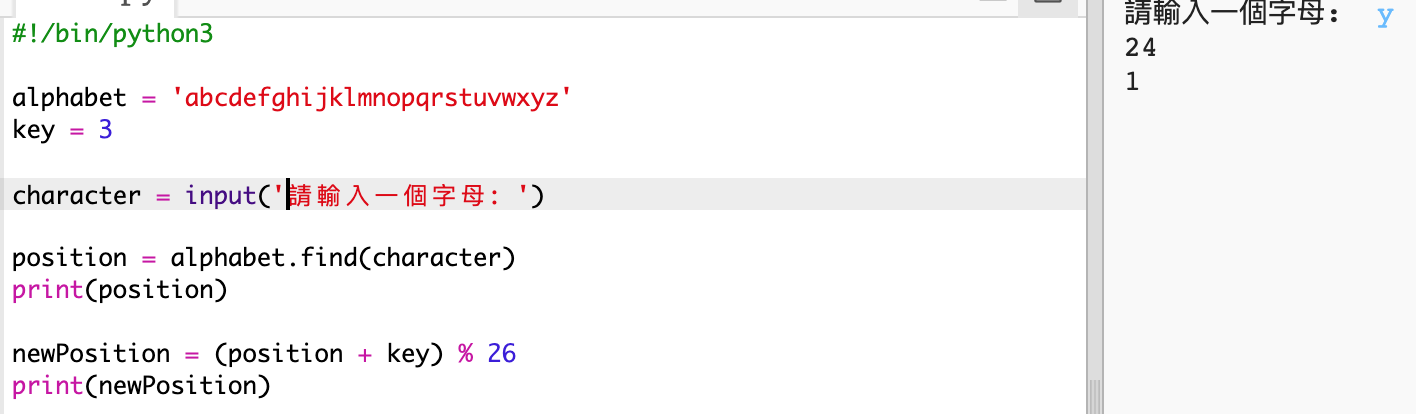 #!/bin/python3
alphabet = 'abcdefghijklmnopqrstuvwxyz'
key = 3
character = input('請輸入一個字母: ')
position = alphabet.find(character)
print(position)
newPosition = (position + key) % 26
print(newPosition)
請輸入一個字母: y
24
1